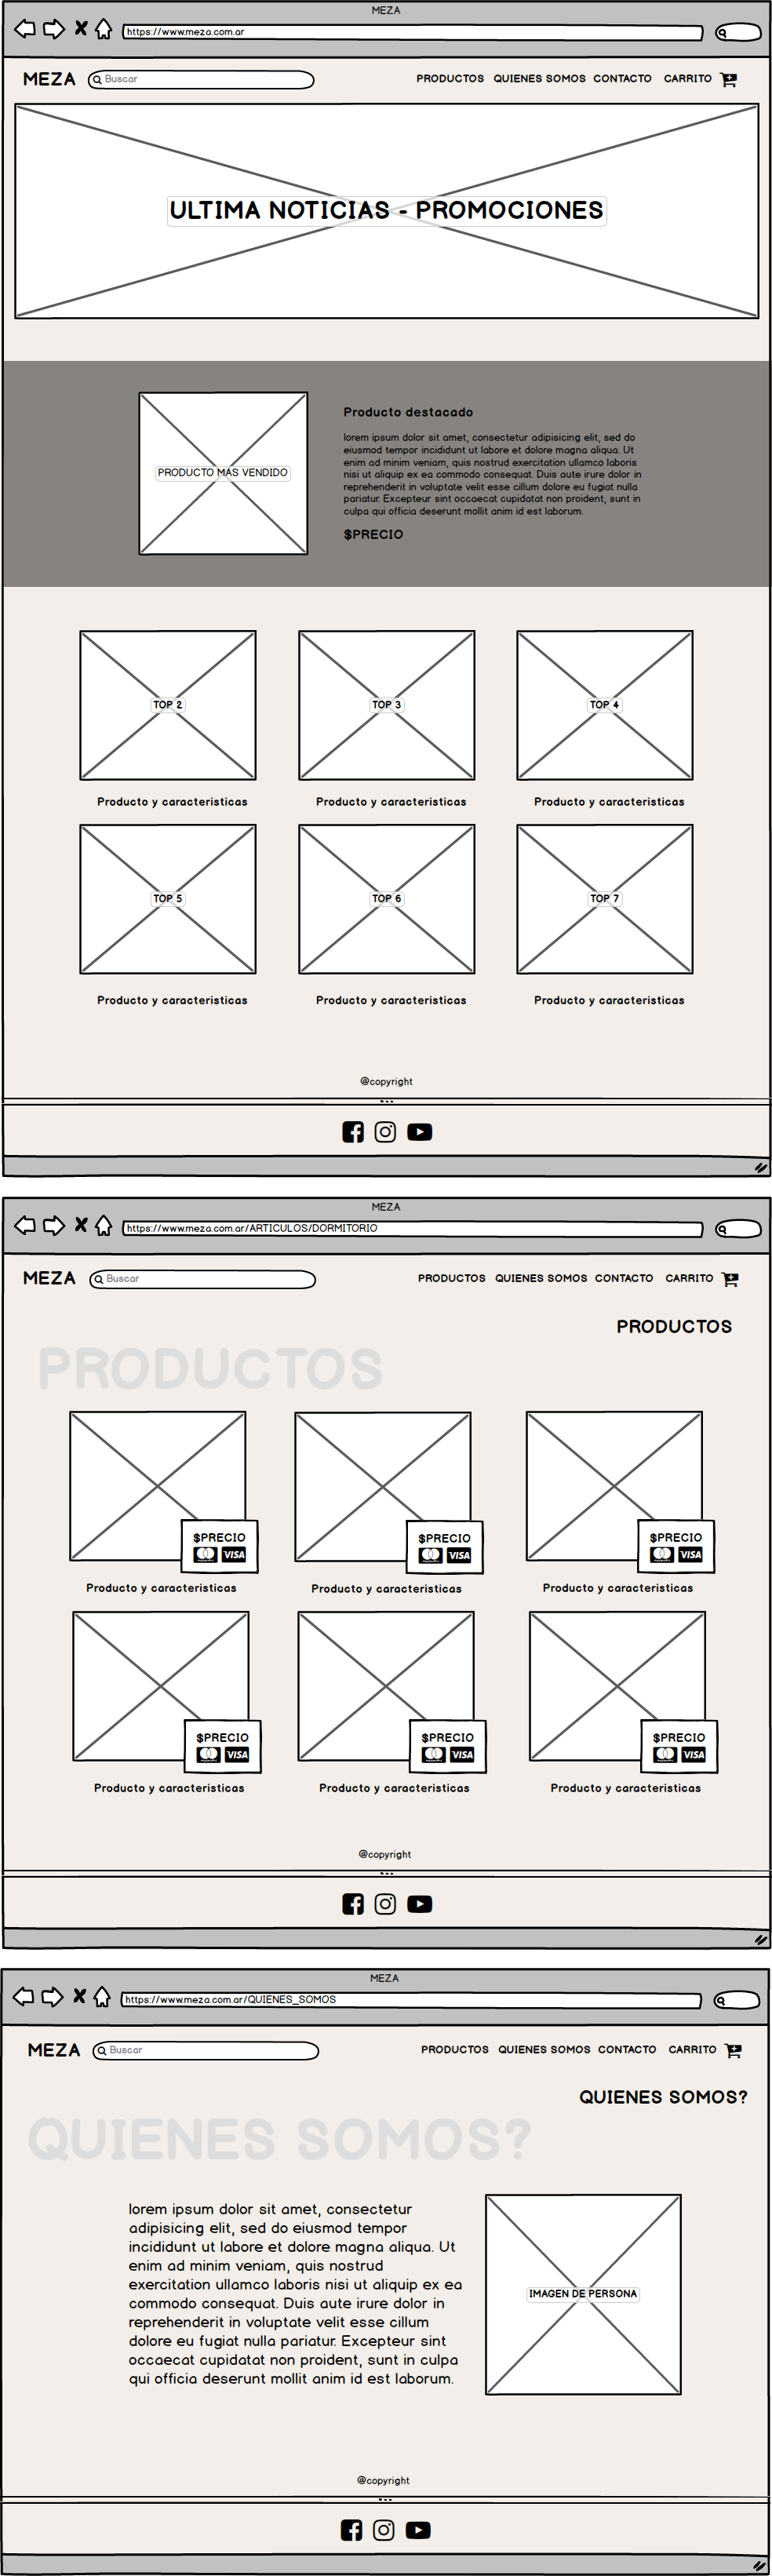 MEZA
https://www.meza.com.ar
MEZA
Buscar
PRODUCTOS QUIENES SOMOS CONTACTO CARRITO
ULTIMA NOTICIAS - PROMOCIONES
PRODUCTO MAS VENDIDO
Producto destacado
lorem ipsum dolor sit amet, consectetur adipisicing elit, sed do
eiusmod tempor incididunt ut labore et dolore magna aliqua. Ut
enim ad minim veniam, quis nostrud exercitation ullamco laboris
nisi ut aliquip ex ea commodo consequat. Duis aute irure dolor in
reprehenderit in voluptate velit esse cillum dolore eu fugiat nulla
pariatur. Excepteur sint occaecat cupidatat non proident, sunt in
culpa qui officia deserunt mollit anim id est laborum.
$PRECIO
TOP 2
TOP 3
TOP 4
Producto y caracteristicas
Producto y caracteristicas
Producto y caracteristicas
TOP 5
TOP 6
TOP 7
Producto y caracteristicas
Producto y caracteristicas
Producto y caracteristicas
@copyright
MEZA
https://www.meza.com.ar/ARTICULOS/DORMITORIO
MEZA
Buscar
PRODUCTOS QUIENES SOMOS CONTACTO CARRITO
PRODUCTOS
PRODUCTOS
$PRECIO
VISA
$PRECIO
VISA
$PRECIO
VISA
Producto y caracteristicas
Producto y caracteristicas
Producto y caracteristicas
$PRECIO
VISA
$PRECIO
VISA
$PRECIO
VISA
Producto y caracteristicas
Producto y caracteristicas
Producto y caracteristicas
@copyright
MEZA
https://www.meza.com.ar/QUIENES_SOMOS
MEZA
Buscar
PRODUCTOS QUIENES SOMOS CONTACTO CARRITO
QUIENES SOMOS?
QUIENES SOMOS?
lorem ipsum dolor sit amet, consectetur
adipisicing elit, sed do eiusmod tempor
incididunt ut labore et dolore magna aliqua. Ut
enim ad minim veniam, quis nostrud
exercitation ullamco laboris nisi ut aliquip ex ea
commodo consequat. Duis aute irure dolor in
reprehenderit in voluptate velit esse cillum
dolore eu fugiat nulla pariatur. Excepteur sint
occaecat cupidatat non proident, sunt in culpa
qui officia deserunt mollit anim id est laborum.
IMAGEN DE PERSONA
@copyright